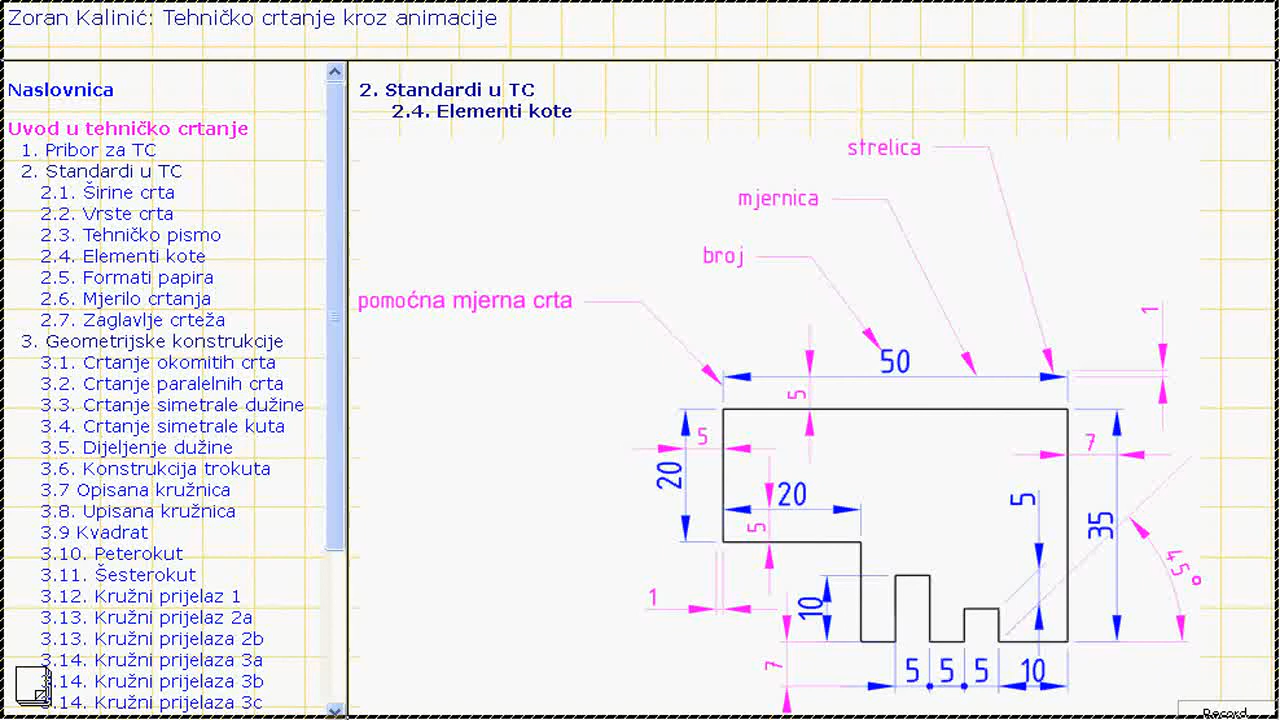 Zoran Kalinić: Tehničko crtanje kroz animacije
Naslovnica
Uvod u tehničko crtanje
1. Pribor za TC
2. Standardi u TC
2.1. Širine crta
2.2. Vrste crta
2.3. Tehničko pismo
2.4. Elementi kote
2.5. Formati papira
2.6. Mjerilo crtanja
2.7. Zaglavlje crteža
3. Geometrijske konstrukcije
3.1. Crtanje okomitih crta
3.2. Crtanje paralelnih crta
3.3. Crtanje simetrale dužine
3.4. Crtanje simetrale kuta
3.5. Dijeljenje dužine
3.6. Konstrukcija trokuta
3.7 Opisana kružnica
3.8. Upisana kružnica
3.9 Kvadrat
3.10. Peterokut
3.11. Šesterokut
3.12. Kružni prijelaz 1
3.13. Kružni prijelaz 2a
3.13. Kružni prijelaza 2b
3.14. Kružni prijelaza 3a
3.14. Kružni prijelaza 3b
3.14. Kružni prijelaza 3c
2. Standardi u TC
2.4. Elementi kote
strelica
mjernica
broj
pomoćna mjerna crta
1
50
5
5
7
20
20
5
5
35
45°
1
10
7
5
5
5
10
Record